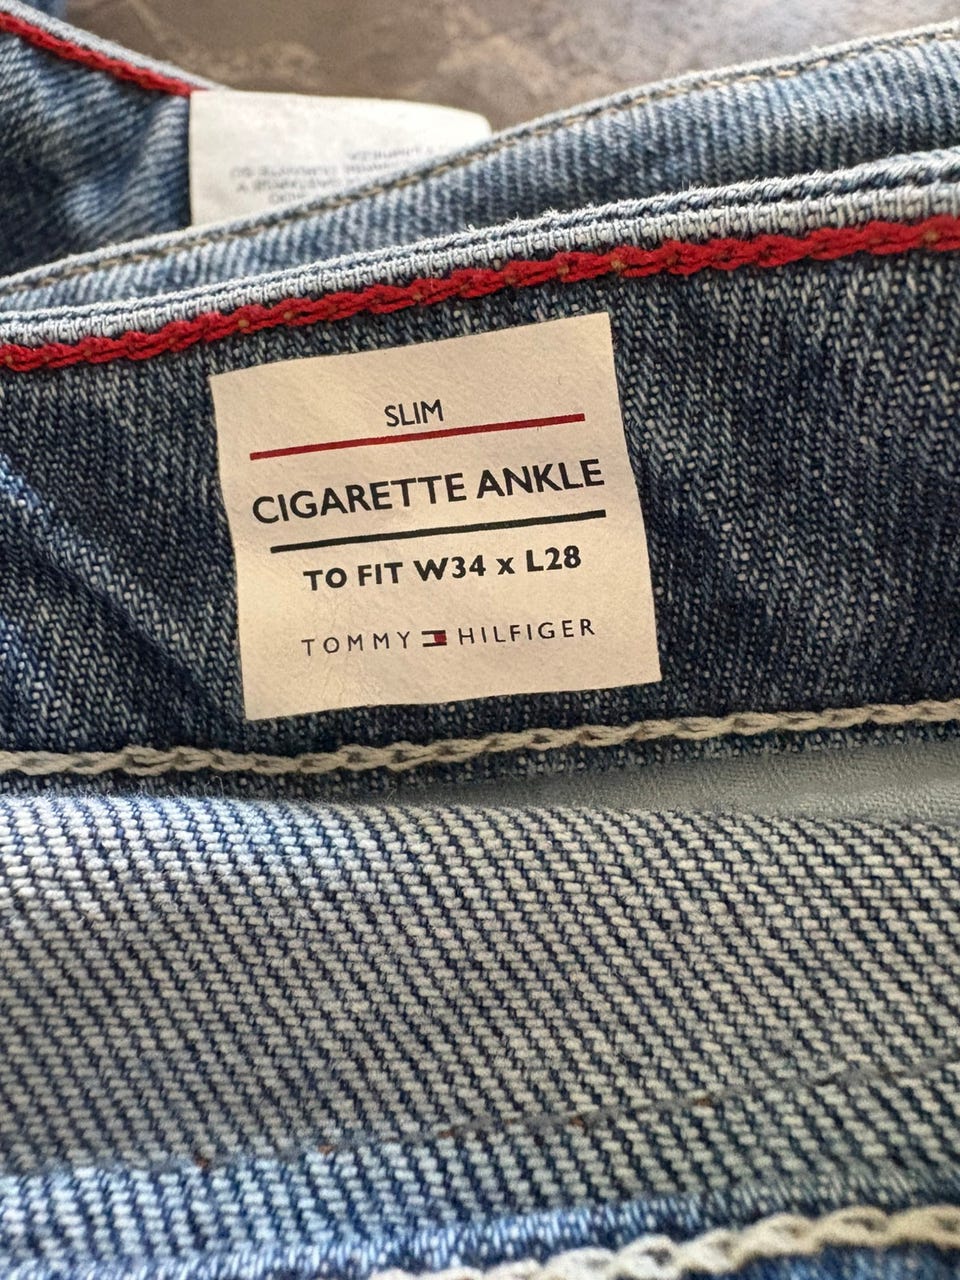 SLIM
CIGARETTE ANKLE
TO FIT W34 x L28
TOMMY HILFIGER